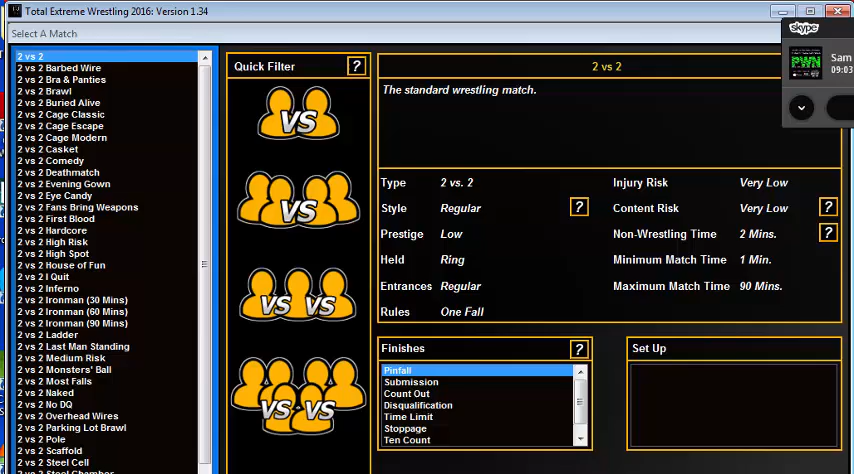 Total Extreme Wrestling 2016: Version 1.34
Select A Match
skype
PWN
Sam
09:03
2 vs 2
2 vs 2 Barbed Wire
2 vs 2 Bra & Panties
2 vs 2 Brawl
2 vs 2 Buried Alive
2 vs 2 Cage Classic
2 vs 2 Cage Escape
2 vs 2 Cage Modern
2 vs 2 Casket
2 vs 2 Comedy
2 vs 2 Deathmatch
2 vs 2 Evening Gown
2 vs 2 Eye Candy
2 vs 2 Fans Bring Weapons
2 vs 2 First Blood
2 vs 2 Hardcore
2 vs 2 High Risk
2 vs 2 High Spot
2 vs 2 House of Fun
2 vs 2 I Quit
2 vs 2 Inferno
2 vs 2 Ironman (30 Mins)
2 vs 2 Ironman (60 Mins)
2 vs 2 Ironman (90 Mins)
2 vs 2 Ladder
2 vs 2 Last Man Standing
2 vs 2 Medium Risk
2 vs 2 Monsters' Ball
2 vs 2 Most Falls
2 vs 2 Naked
2 vs 2 No DQ
2 vs 2 Overhead Wires
2 vs 2 Parking Lot Brawl
2 vs 2 Pole
2 vs 2 Scaffold
2 vs 2 Steel Cell
2 vs 2 Steel Chamber
Quick Filter ?
VS
VS
VS VS
VS VS
2 vs 2
The standard wrestling match.
Type 2 vs. 2 Injury Risk Very Low
Style Regular ? Content Risk Very Low ?
Prestige Low Non-Wrestling Time 2 Mins. ?
Held Ring Minimum Match Time 1 Min.
Entrances Regular Maximum Match Time 90 Mins.
Rules One Fall
Finishes ?
Pinfall
Submission
Count Out
Disqualification
Time Limit
Stoppage
Ten Count
Set Up